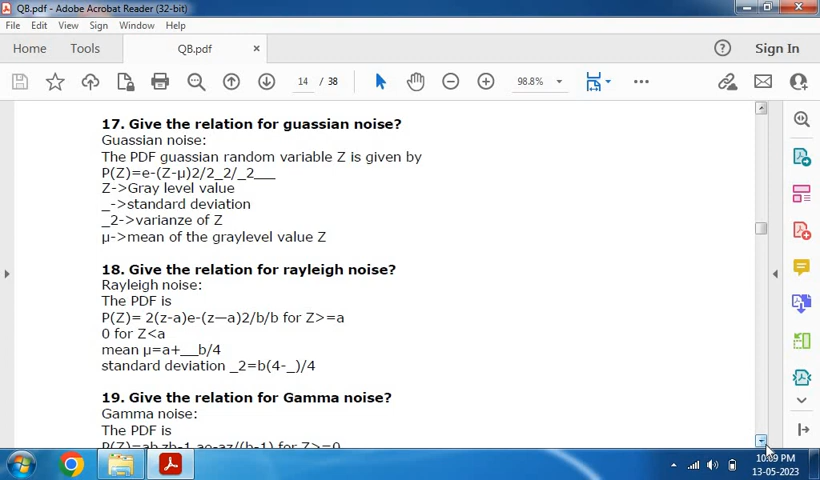 QB.pdf - Adobe Acrobat Reader (32-bit)
File Edit View Sign Window Help
Home Tools QB.pdf × ? Sign In
14 / 38 98.8%
17. Give the relation for guassian noise?
Guassian noise:
The PDF guassian random variable Z is given by
P(Z)=e-(Z-µ)2/2_2/_2___
Z->Gray level value
_->standard deviation
_2->varianze of Z
µ->mean of the graylevel value Z
18. Give the relation for rayleigh noise?
Rayleigh noise:
The PDF is
P(Z)= 2(z-a)e-(z—a)2/b/b for Z>=a
0 for Z<a
mean µ=a+___b/4
standard deviation _2=b(4-_)/4
19. Give the relation for Gamma noise?
Gamma noise:
The PDF is
P(Z)=ab zb-1 ae-az/(b-1) for Z>=0
10:09 PM
13-05-2023